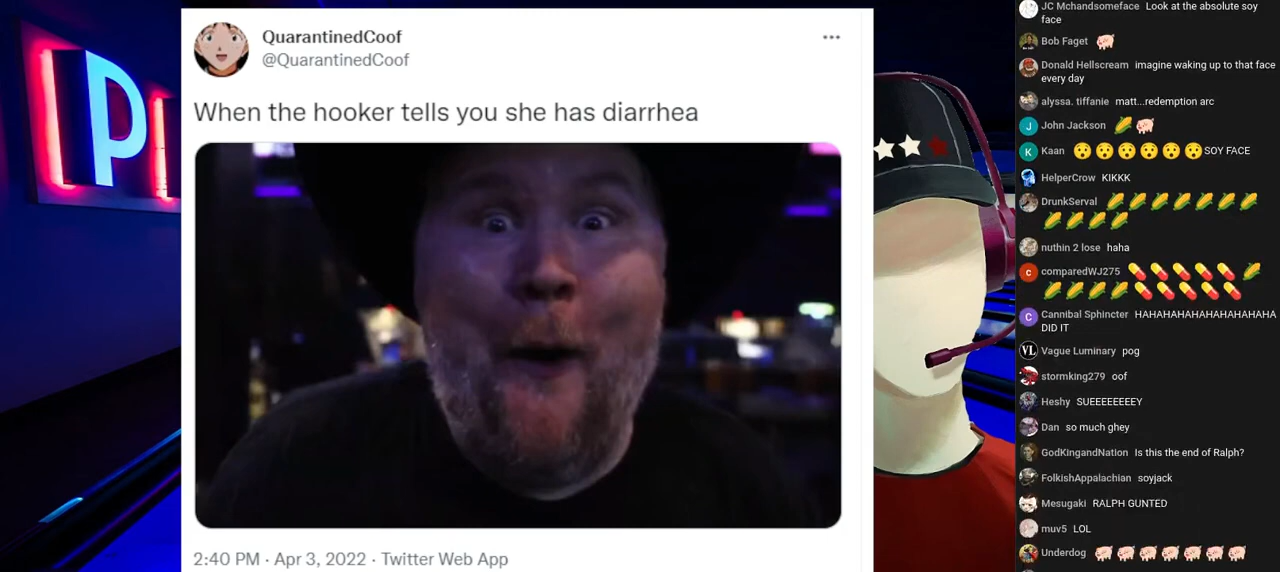 P
QuarantinedCoof
@QuarantinedCoof
When the hooker tells you she has diarrhea
2:40 PM · Apr 3, 2022 · Twitter Web App
JC Mchandsomeface Look at the absolute soy
face
Bob Faget 🐖
Donald Hellscream imagine waking up to that face
every day
alyssa. tiffanie matt...redemption arc
J John Jackson 🌽🐖
K Kaan 😯😯😯😯😯😯SOY FACE
HelperCrow KIKKK
DrunkServal 🌽🌽🌽🌽🌽🌽🌽
🌽🌽🌽🌽
nuthin 2 lose haha
c comparedWJ275 💊💊💊💊💊🌽
🌽🌽🌽🌽💊💊💊💊💊
C Cannibal Sphincter HAHAHAHAHAHAHAHAHAHA
DID IT
VL Vague Luminary pog
stormking279 oof
Heshy SUEEEEEEEEY
Dan so much ghey
GodKingandNation Is this the end of Ralph?
FolkishAppalachian soyjack
Mesugaki RALPH GUNTED
muv5 LOL
Underdog 🐖🐖🐖🐖🐖🐖🐖